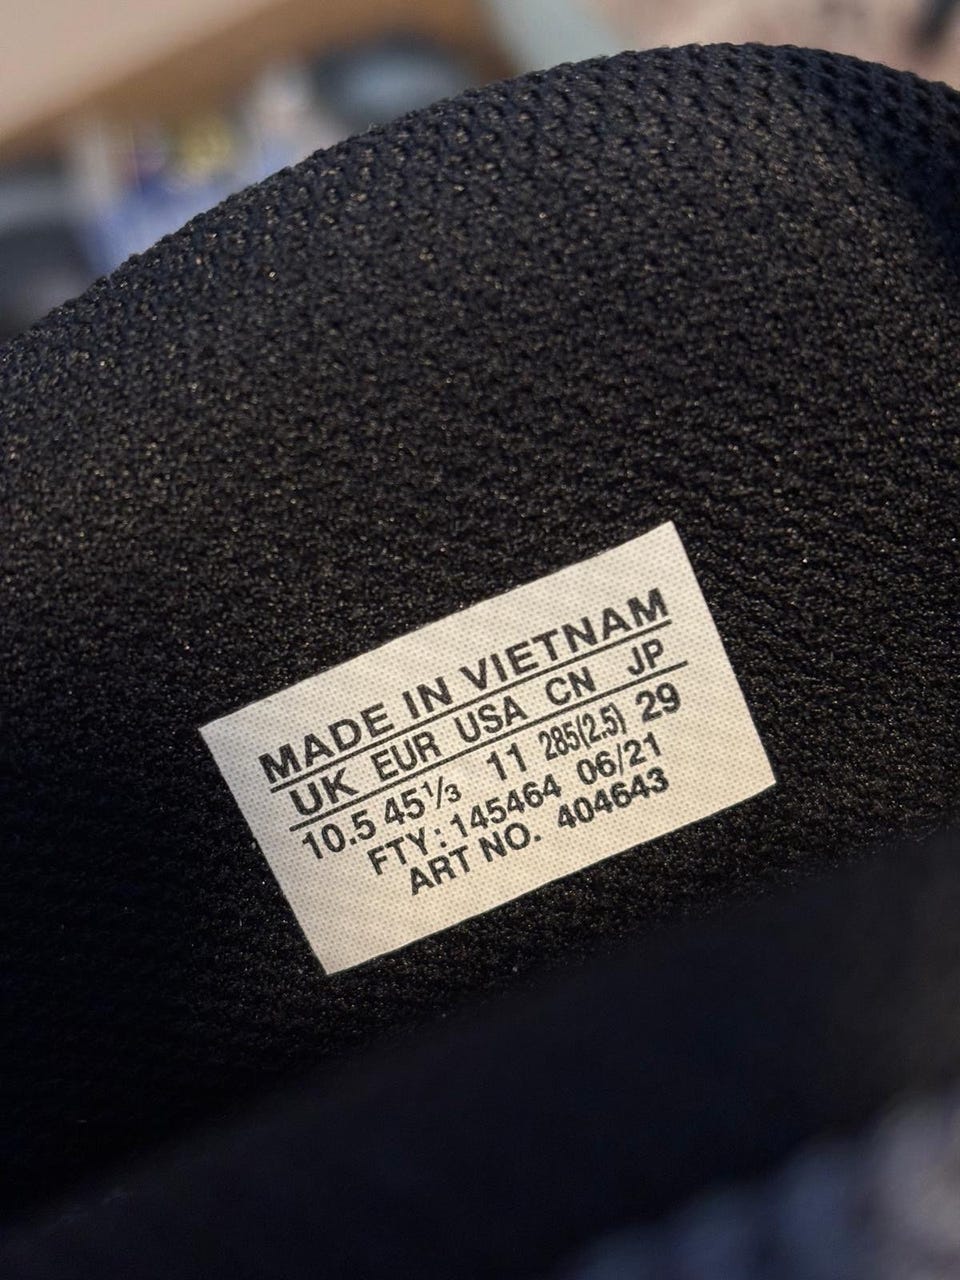 MADE IN VIETNAM
UK EUR USA CN JP
10.5 45⅓ 11 285(2.5) 29
FTY: 145464 06/21
ART NO. 404643